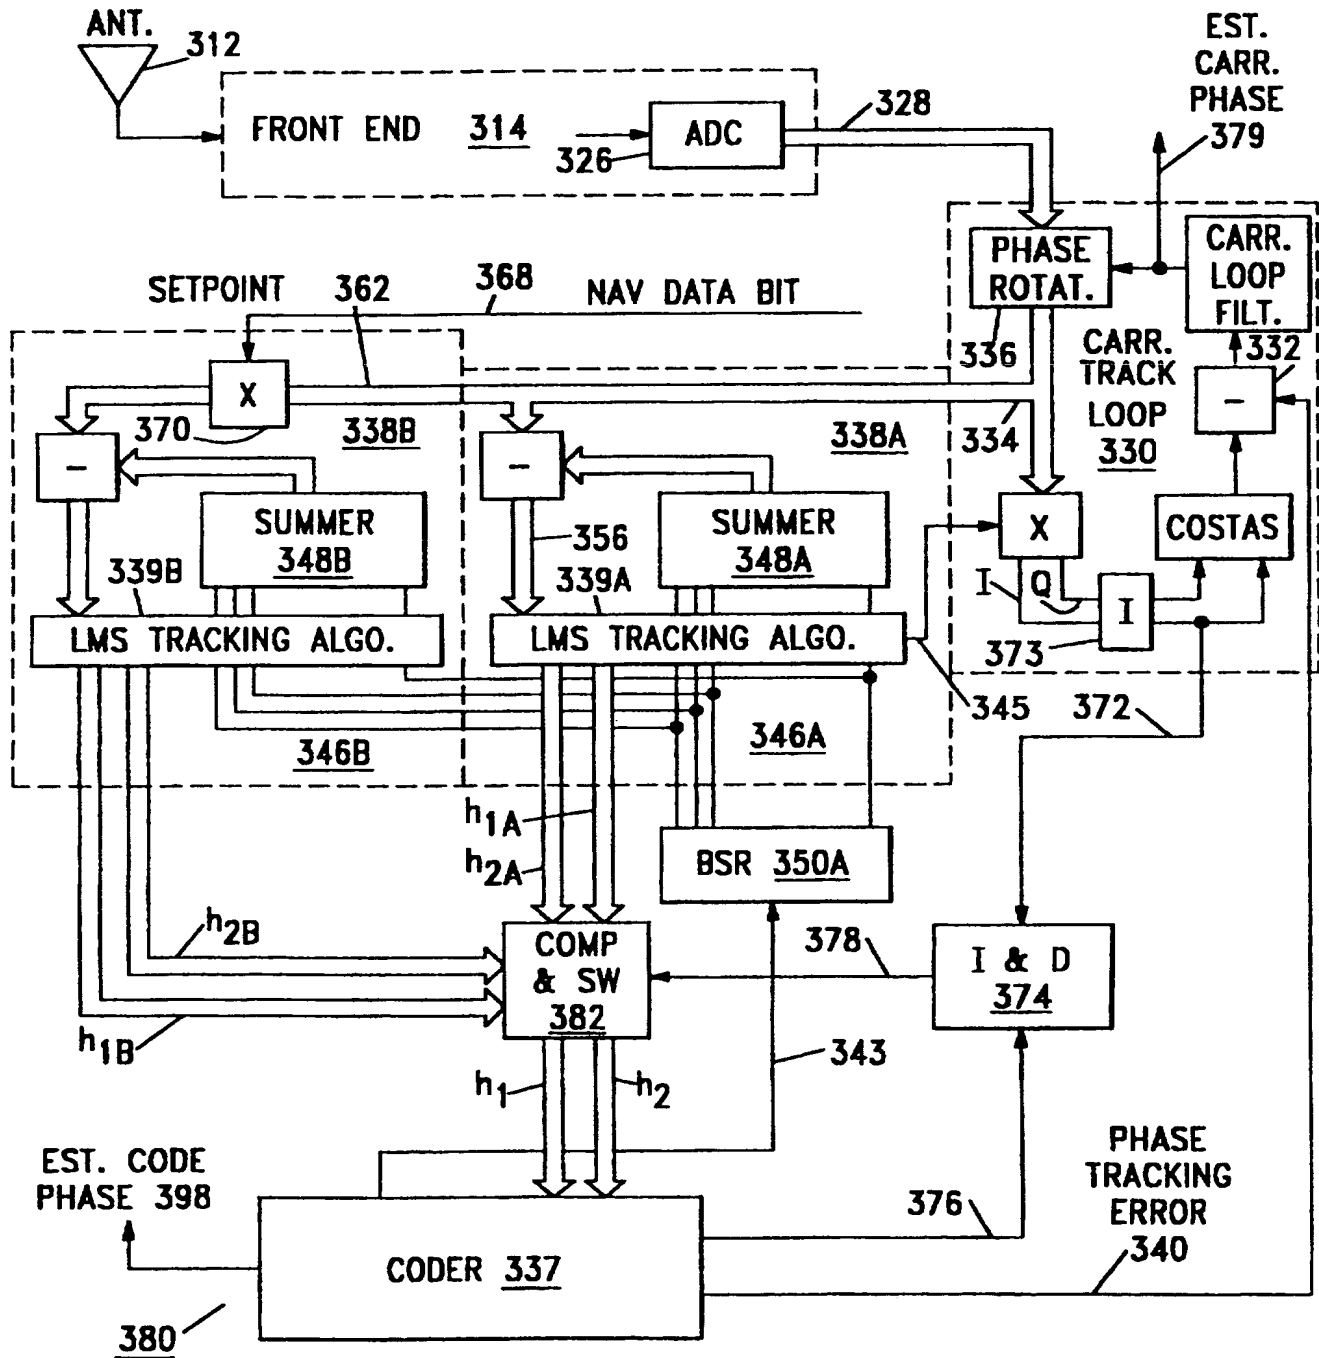 ANT.
312
FRONT END 314
326
ADC
328
EST.
CARR.
PHASE
379
PHASE
ROTAT.
336
CARR.
LOOP
FILT.
332
CARR.
TRACK
LOOP
330
334
SETPOINT
362
368
NAV DATA BIT
X
370
338B
338A
−
−
−
SUMMER
348B
SUMMER
348A
356
339B
339A
LMS TRACKING ALGO.
LMS TRACKING ALGO.
X
COSTAS
I
Q
I
373
345
372
346B
346A
h1A
h2A
BSR 350A
h2B
h1B
COMP
& SW
382
378
I & D
374
343
h1
h2
EST. CODE
PHASE 398
CODER 337
376
PHASE
TRACKING
ERROR
340
380